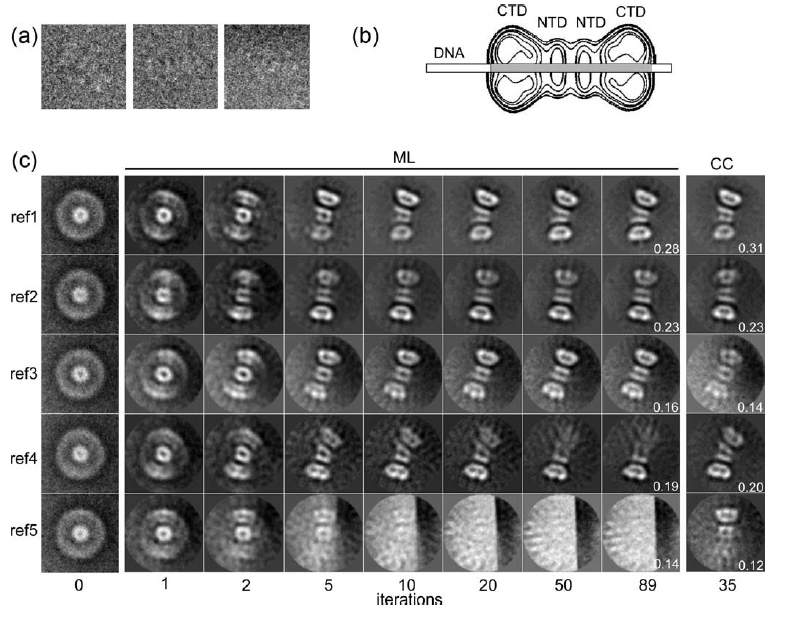 (a)
(b)
CTD NTD NTD CTD
DNA
(c)
ML
CC
ref1
0.28 0.31
ref2
0.23 0.23
ref3
0.16 0.14
ref4
0.19 0.20
ref5
0.14 0.12
0 1 2 5 10 20 50 89 35
iterations